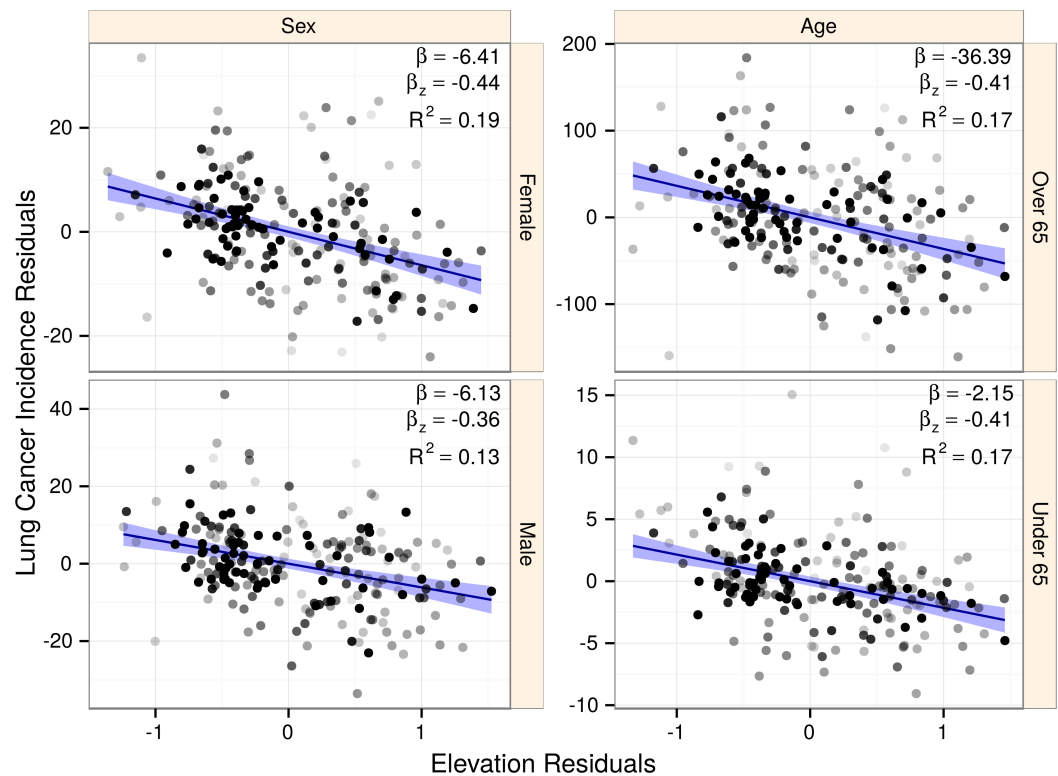 Sex
Age
β = -6.41
β_z = -0.44
R² = 0.19
20
0
-20
Female
β = -36.39
β_z = -0.41
R² = 0.17
200
100
0
-100
Over 65
Lung Cancer Incidence Residuals
β = -6.13
β_z = -0.36
R² = 0.13
40
20
0
-20
Male
β = -2.15
β_z = -0.41
R² = 0.17
15
10
5
0
-5
-10
Under 65
-1 0 1
-1 0 1
Elevation Residuals